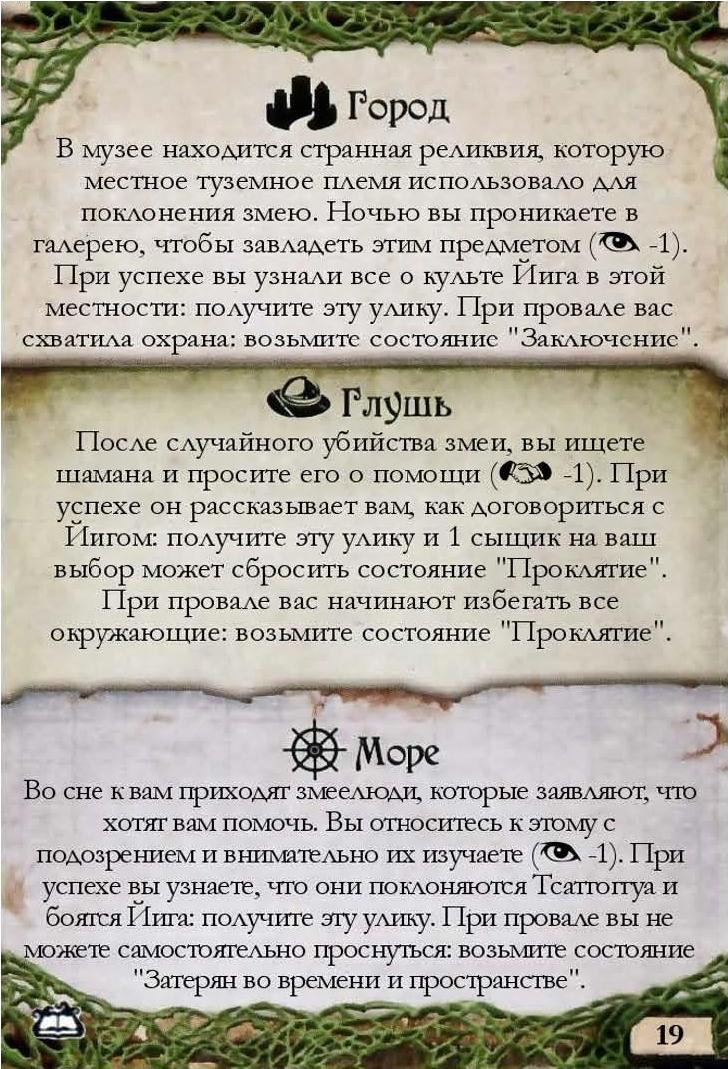 Город
В музее находится странная реликвия, которую
местное туземное племя использовало для
поклонения змею. Ночью вы проникаете в
галерею, чтобы завладеть этим предметом ( -1).
При успехе вы узнали все о культе Йига в этой
местности: получите эту улику. При провале вас
схватила охрана: возьмите состояние "Заключение".
Глушь
После случайного убийства змеи, вы ищете
шамана и просите его о помощи ( -1). При
успехе он рассказывает вам, как договориться с
Йигом: получите эту улику и 1 сыщик на ваш
выбор может сбросить состояние "Проклятие".
При провале вас начинают избегать все
окружающие: возьмите состояние "Проклятие".
Море
Во сне к вам приходят змеелюди, которые заявляют, что
хотят вам помочь. Вы относитесь к этому с
подозрением и внимательно их изучаете ( -1). При
успехе вы узнаете, что они поклоняются Тсатоггуа и
боятся Йига: получите эту улику. При провале вы не
можете самостоятельно проснуться: возьмите состояние
"Затерян во времени и пространстве".
19